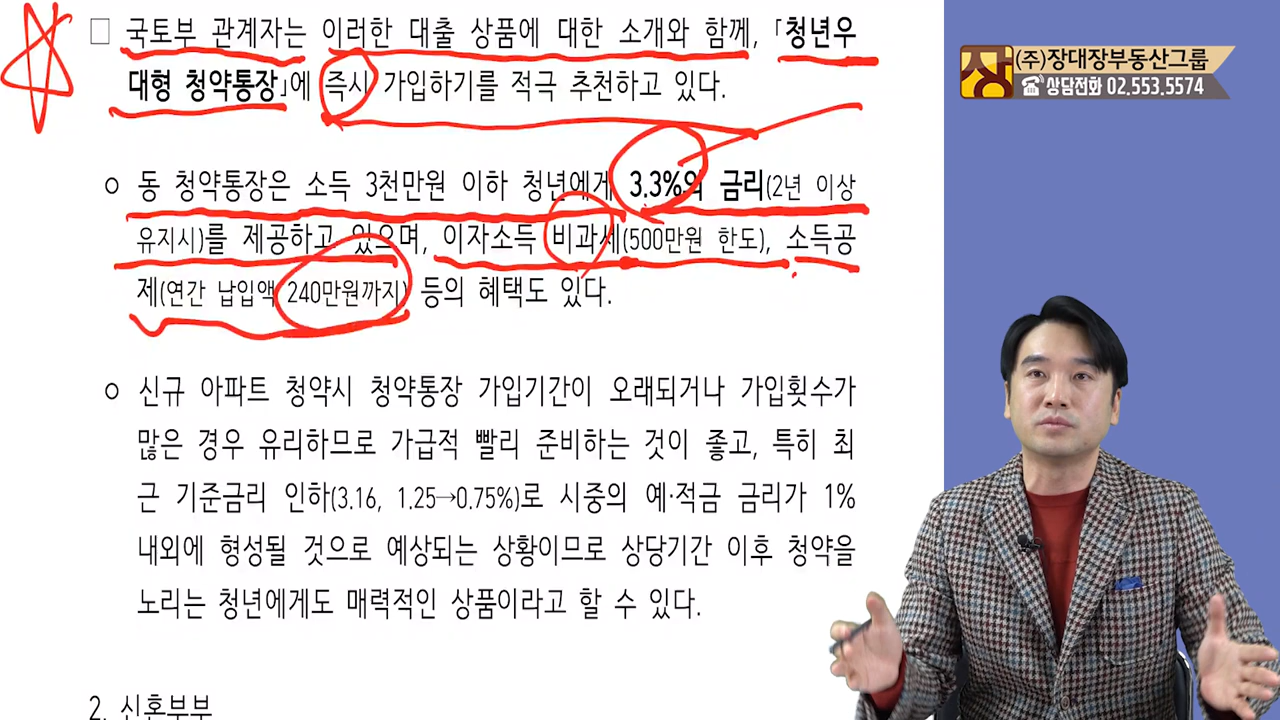 □ 국토부 관계자는 이러한 대출 상품에 대한 소개와 함께, 「청년우
대형 청약통장」에 즉시 가입하기를 적극 추천하고 있다.
ㅇ 동 청약통장은 소득 3천만원 이하 청년에게 3.3%의 금리(2년 이상
유지시)를 제공하고 있으며, 이자소득 비과세(500만원 한도), 소득공
제(연간 납입액 240만원까지) 등의 혜택도 있다.
ㅇ 신규 아파트 청약시 청약통장 가입기간이 오래되거나 가입횟수가
많은 경우 유리하므로 가급적 빨리 준비하는 것이 좋고, 특히 최
근 기준금리 인하(3.16, 1.25→0.75%)로 시중의 예·적금 금리가 1%
내외에 형성될 것으로 예상되는 상황이므로 상당기간 이후 청약을
노리는 청년에게도 매력적인 상품이라고 할 수 있다.
2. 신혼부부
장
(주)장대장부동산그룹
상담전화 02.553.5574